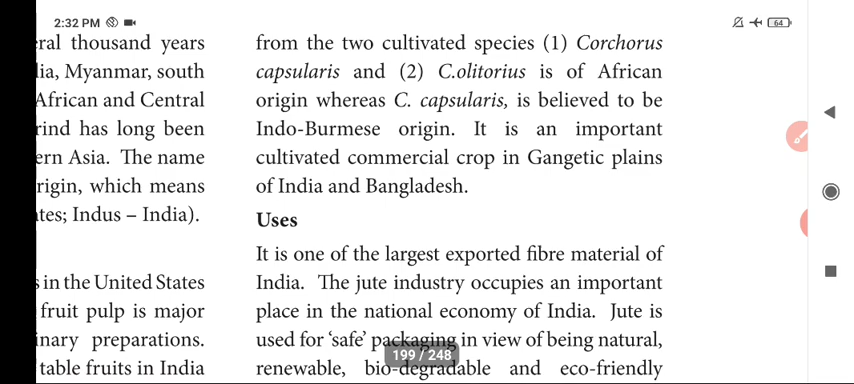 2:32 PM
64
eral thousand years
lia, Myanmar, south
African and Central
rind has long been
ern Asia. The name
rigin, which means
ites; Indus – India).
s in the United States
fruit pulp is major
inary preparations.
table fruits in India
from the two cultivated species (1) Corchorus
capsularis and (2) C.olitorius is of African
origin whereas C. capsularis, is believed to be
Indo-Burmese origin. It is an important
cultivated commercial crop in Gangetic plains
of India and Bangladesh.
Uses
It is one of the largest exported fibre material of
India. The jute industry occupies an important
place in the national economy of India. Jute is
used for ‘safe’ packaging in view of being natural,
renewable, bio-degradable and eco-friendly
199 / 248